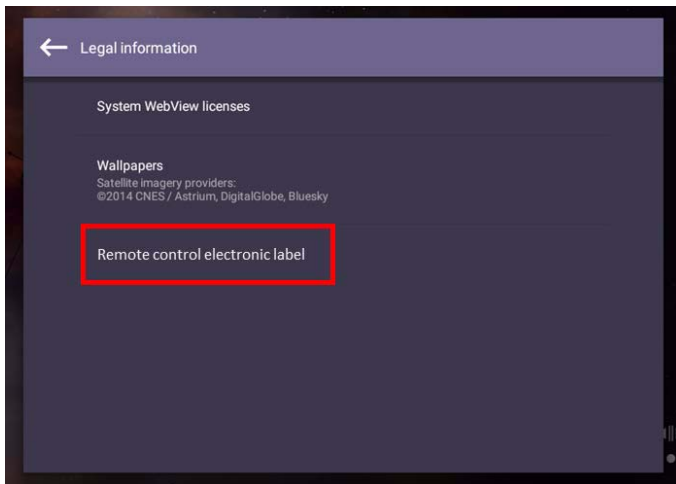 Legal information
System WebView licenses
Wallpapers
Satellite imagery providers:
©2014 CNES / Astrium, DigitalGlobe, Bluesky
Remote control electronic label